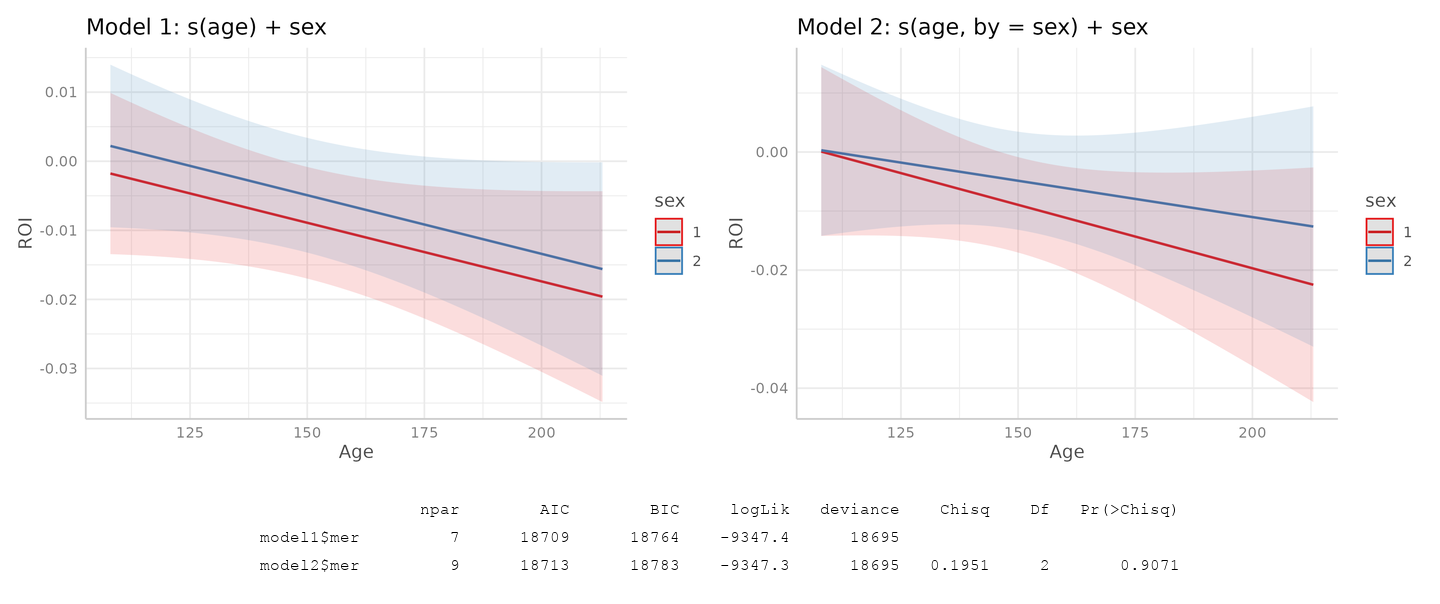 Model 1: s(age) + sex
ROI
0.01
0.00
-0.01
-0.02
-0.03
125 150 175 200
Age
sex
1
2
Model 2: s(age, by = sex) + sex
ROI
0.00
-0.02
-0.04
125 150 175 200
Age
sex
1
2
npar AIC BIC logLik deviance Chisq Df Pr(>Chisq)
model1$mer 7 18709 18764 -9347.4 18695
model2$mer 9 18713 18783 -9347.3 18695 0.1951 2 0.9071